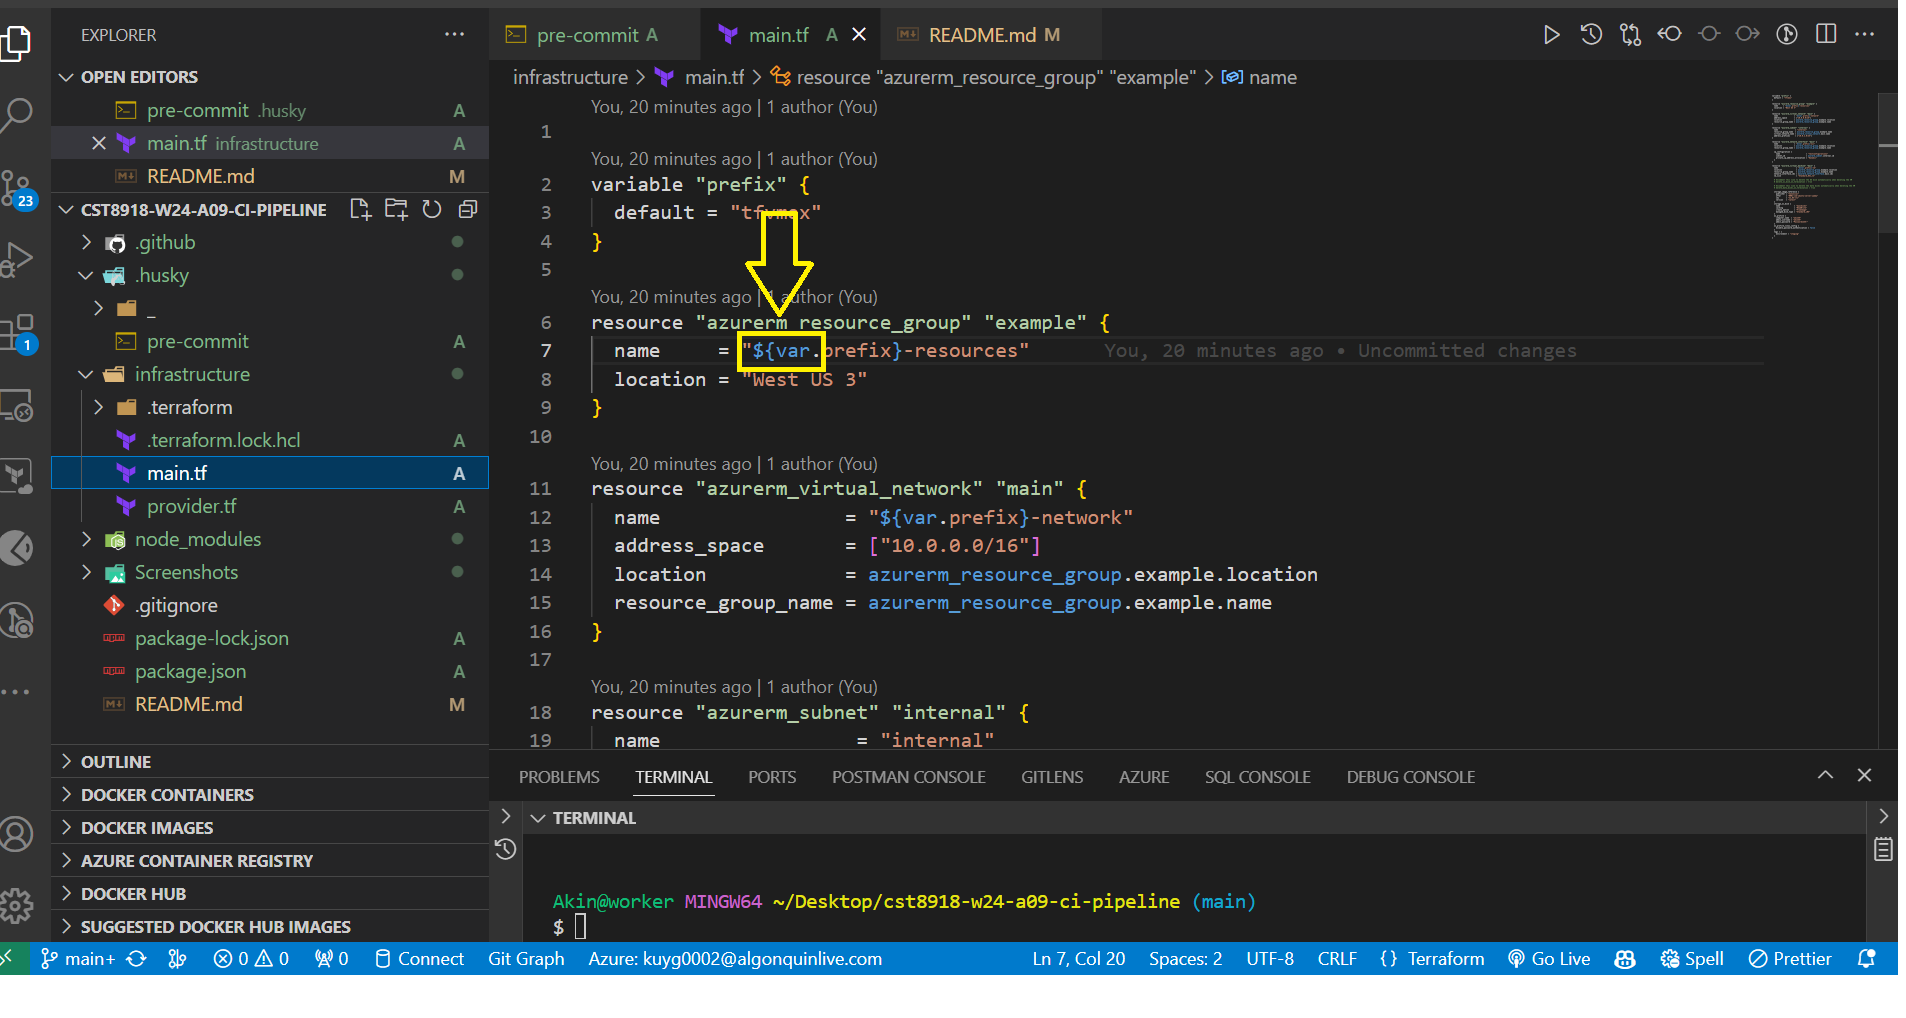 EXPLORER
OPEN EDITORS
pre-commit .husky A
main.tf infrastructure A
README.md M
CST8918-W24-A09-CI-PIPELINE
.github
.husky
_
pre-commit A
infrastructure
.terraform
.terraform.lock.hcl A
main.tf A
provider.tf A
node_modules
Screenshots
.gitignore
package-lock.json A
package.json A
README.md M
OUTLINE
DOCKER CONTAINERS
DOCKER IMAGES
AZURE CONTAINER REGISTRY
DOCKER HUB
SUGGESTED DOCKER HUB IMAGES
23
1
pre-commit A
main.tf A
README.md M
infrastructure > main.tf > resource "azurerm_resource_group" "example" > name
You, 20 minutes ago | 1 author (You)
1
You, 20 minutes ago | 1 author (You)
2 variable "prefix" {
3 default = "tfvmex"
4 }
5
You, 20 minutes ago | 1 author (You)
6 resource "azurerm_resource_group" "example" {
7 name = "${var.prefix}-resources" You, 20 minutes ago • Uncommitted changes
8 location = "West US 3"
9 }
10
You, 20 minutes ago | 1 author (You)
11 resource "azurerm_virtual_network" "main" {
12 name = "${var.prefix}-network"
13 address_space = ["10.0.0.0/16"]
14 location = azurerm_resource_group.example.location
15 resource_group_name = azurerm_resource_group.example.name
16 }
17
You, 20 minutes ago | 1 author (You)
18 resource "azurerm_subnet" "internal" {
19 name = "internal"
PROBLEMS TERMINAL PORTS POSTMAN CONSOLE GITLENS AZURE SQL CONSOLE DEBUG CONSOLE
TERMINAL
Akin@worker MINGW64 ~/Desktop/cst8918-w24-a09-ci-pipeline (main)
$
main+ 0 0 0 Connect Git Graph Azure: kuyg0002@algonquinlive.com Ln 7, Col 20 Spaces: 2 UTF-8 CRLF {} Terraform Go Live Spell Prettier